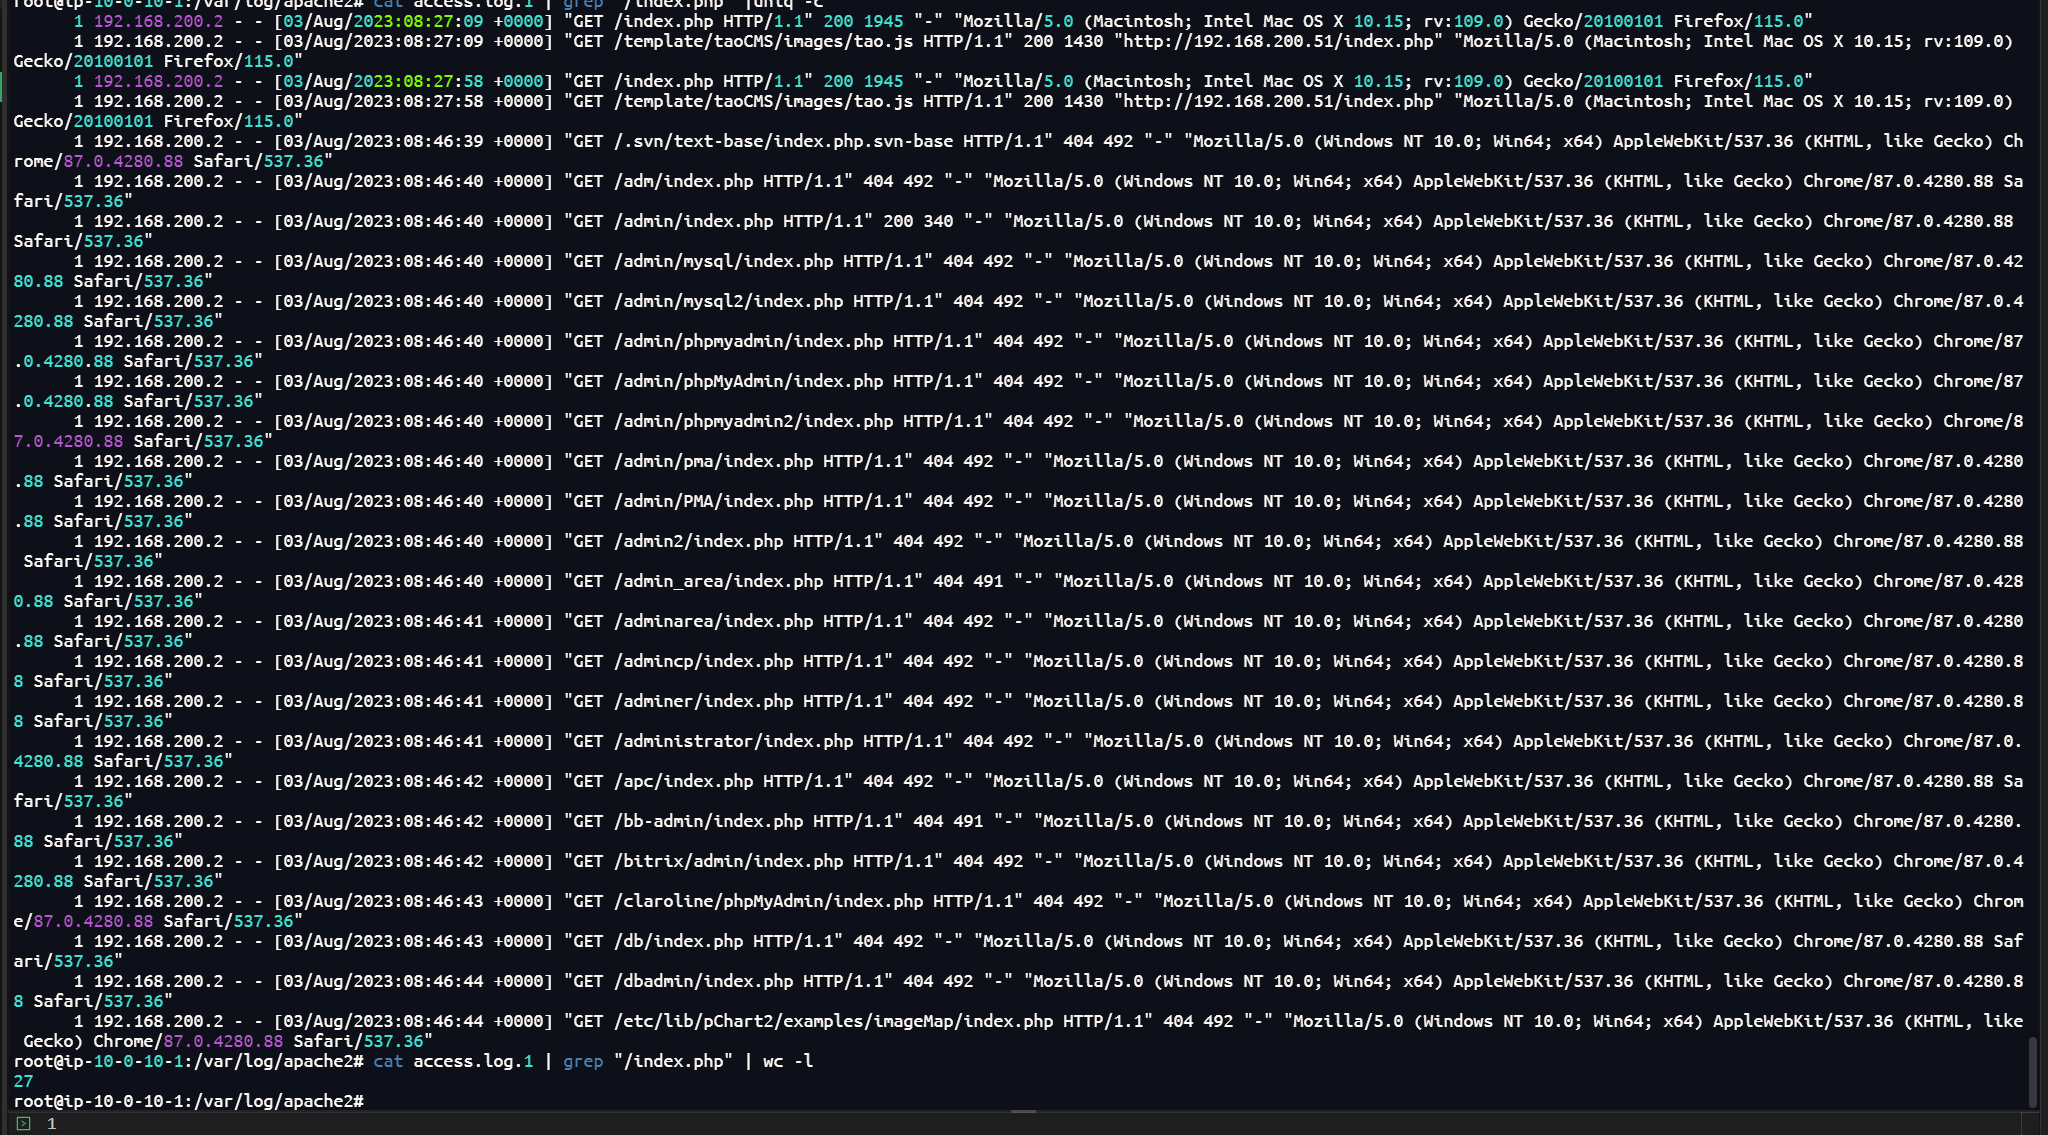 root@ip-10-0-10-1:/var/log/apache2# cat access.log.1 | grep "/index.php" |uniq -c
1 192.168.200.2 - - [03/Aug/2023:08:27:09 +0000] "GET /index.php HTTP/1.1" 200 1945 "-" "Mozilla/5.0 (Macintosh; Intel Mac OS X 10.15; rv:109.0) Gecko/20100101 Firefox/115.0"
1 192.168.200.2 - - [03/Aug/2023:08:27:09 +0000] "GET /template/taoCMS/images/tao.js HTTP/1.1" 200 1430 "http://192.168.200.51/index.php" "Mozilla/5.0 (Macintosh; Intel Mac OS X 10.15; rv:109.0)
Gecko/20100101 Firefox/115.0"
1 192.168.200.2 - - [03/Aug/2023:08:27:58 +0000] "GET /index.php HTTP/1.1" 200 1945 "-" "Mozilla/5.0 (Macintosh; Intel Mac OS X 10.15; rv:109.0) Gecko/20100101 Firefox/115.0"
1 192.168.200.2 - - [03/Aug/2023:08:27:58 +0000] "GET /template/taoCMS/images/tao.js HTTP/1.1" 200 1430 "http://192.168.200.51/index.php" "Mozilla/5.0 (Macintosh; Intel Mac OS X 10.15; rv:109.0)
Gecko/20100101 Firefox/115.0"
1 192.168.200.2 - - [03/Aug/2023:08:46:39 +0000] "GET /.svn/text-base/index.php.svn-base HTTP/1.1" 404 492 "-" "Mozilla/5.0 (Windows NT 10.0; Win64; x64) AppleWebKit/537.36 (KHTML, like Gecko) Ch
rome/87.0.4280.88 Safari/537.36"
1 192.168.200.2 - - [03/Aug/2023:08:46:40 +0000] "GET /adm/index.php HTTP/1.1" 404 492 "-" "Mozilla/5.0 (Windows NT 10.0; Win64; x64) AppleWebKit/537.36 (KHTML, like Gecko) Chrome/87.0.4280.88 Sa
fari/537.36"
1 192.168.200.2 - - [03/Aug/2023:08:46:40 +0000] "GET /admin/index.php HTTP/1.1" 200 340 "-" "Mozilla/5.0 (Windows NT 10.0; Win64; x64) AppleWebKit/537.36 (KHTML, like Gecko) Chrome/87.0.4280.88
Safari/537.36"
1 192.168.200.2 - - [03/Aug/2023:08:46:40 +0000] "GET /admin/mysql/index.php HTTP/1.1" 404 492 "-" "Mozilla/5.0 (Windows NT 10.0; Win64; x64) AppleWebKit/537.36 (KHTML, like Gecko) Chrome/87.0.42
80.88 Safari/537.36"
1 192.168.200.2 - - [03/Aug/2023:08:46:40 +0000] "GET /admin/mysql2/index.php HTTP/1.1" 404 492 "-" "Mozilla/5.0 (Windows NT 10.0; Win64; x64) AppleWebKit/537.36 (KHTML, like Gecko) Chrome/87.0.4
280.88 Safari/537.36"
1 192.168.200.2 - - [03/Aug/2023:08:46:40 +0000] "GET /admin/phpmyadmin/index.php HTTP/1.1" 404 492 "-" "Mozilla/5.0 (Windows NT 10.0; Win64; x64) AppleWebKit/537.36 (KHTML, like Gecko) Chrome/87
.0.4280.88 Safari/537.36"
1 192.168.200.2 - - [03/Aug/2023:08:46:40 +0000] "GET /admin/phpMyAdmin/index.php HTTP/1.1" 404 492 "-" "Mozilla/5.0 (Windows NT 10.0; Win64; x64) AppleWebKit/537.36 (KHTML, like Gecko) Chrome/87
.0.4280.88 Safari/537.36"
1 192.168.200.2 - - [03/Aug/2023:08:46:40 +0000] "GET /admin/phpmyadmin2/index.php HTTP/1.1" 404 492 "-" "Mozilla/5.0 (Windows NT 10.0; Win64; x64) AppleWebKit/537.36 (KHTML, like Gecko) Chrome/8
7.0.4280.88 Safari/537.36"
1 192.168.200.2 - - [03/Aug/2023:08:46:40 +0000] "GET /admin/pma/index.php HTTP/1.1" 404 492 "-" "Mozilla/5.0 (Windows NT 10.0; Win64; x64) AppleWebKit/537.36 (KHTML, like Gecko) Chrome/87.0.4280
.88 Safari/537.36"
1 192.168.200.2 - - [03/Aug/2023:08:46:40 +0000] "GET /admin/PMA/index.php HTTP/1.1" 404 492 "-" "Mozilla/5.0 (Windows NT 10.0; Win64; x64) AppleWebKit/537.36 (KHTML, like Gecko) Chrome/87.0.4280
.88 Safari/537.36"
1 192.168.200.2 - - [03/Aug/2023:08:46:40 +0000] "GET /admin2/index.php HTTP/1.1" 404 492 "-" "Mozilla/5.0 (Windows NT 10.0; Win64; x64) AppleWebKit/537.36 (KHTML, like Gecko) Chrome/87.0.4280.88
Safari/537.36"
1 192.168.200.2 - - [03/Aug/2023:08:46:40 +0000] "GET /admin_area/index.php HTTP/1.1" 404 491 "-" "Mozilla/5.0 (Windows NT 10.0; Win64; x64) AppleWebKit/537.36 (KHTML, like Gecko) Chrome/87.0.428
0.88 Safari/537.36"
1 192.168.200.2 - - [03/Aug/2023:08:46:41 +0000] "GET /adminarea/index.php HTTP/1.1" 404 492 "-" "Mozilla/5.0 (Windows NT 10.0; Win64; x64) AppleWebKit/537.36 (KHTML, like Gecko) Chrome/87.0.4280
.88 Safari/537.36"
1 192.168.200.2 - - [03/Aug/2023:08:46:41 +0000] "GET /admincp/index.php HTTP/1.1" 404 492 "-" "Mozilla/5.0 (Windows NT 10.0; Win64; x64) AppleWebKit/537.36 (KHTML, like Gecko) Chrome/87.0.4280.8
8 Safari/537.36"
1 192.168.200.2 - - [03/Aug/2023:08:46:41 +0000] "GET /adminer/index.php HTTP/1.1" 404 492 "-" "Mozilla/5.0 (Windows NT 10.0; Win64; x64) AppleWebKit/537.36 (KHTML, like Gecko) Chrome/87.0.4280.8
8 Safari/537.36"
1 192.168.200.2 - - [03/Aug/2023:08:46:41 +0000] "GET /administrator/index.php HTTP/1.1" 404 492 "-" "Mozilla/5.0 (Windows NT 10.0; Win64; x64) AppleWebKit/537.36 (KHTML, like Gecko) Chrome/87.0.
4280.88 Safari/537.36"
1 192.168.200.2 - - [03/Aug/2023:08:46:42 +0000] "GET /apc/index.php HTTP/1.1" 404 492 "-" "Mozilla/5.0 (Windows NT 10.0; Win64; x64) AppleWebKit/537.36 (KHTML, like Gecko) Chrome/87.0.4280.88 Sa
fari/537.36"
1 192.168.200.2 - - [03/Aug/2023:08:46:42 +0000] "GET /bb-admin/index.php HTTP/1.1" 404 491 "-" "Mozilla/5.0 (Windows NT 10.0; Win64; x64) AppleWebKit/537.36 (KHTML, like Gecko) Chrome/87.0.4280.
88 Safari/537.36"
1 192.168.200.2 - - [03/Aug/2023:08:46:42 +0000] "GET /bitrix/admin/index.php HTTP/1.1" 404 492 "-" "Mozilla/5.0 (Windows NT 10.0; Win64; x64) AppleWebKit/537.36 (KHTML, like Gecko) Chrome/87.0.4
280.88 Safari/537.36"
1 192.168.200.2 - - [03/Aug/2023:08:46:43 +0000] "GET /claroline/phpMyAdmin/index.php HTTP/1.1" 404 492 "-" "Mozilla/5.0 (Windows NT 10.0; Win64; x64) AppleWebKit/537.36 (KHTML, like Gecko) Chrom
e/87.0.4280.88 Safari/537.36"
1 192.168.200.2 - - [03/Aug/2023:08:46:43 +0000] "GET /db/index.php HTTP/1.1" 404 492 "-" "Mozilla/5.0 (Windows NT 10.0; Win64; x64) AppleWebKit/537.36 (KHTML, like Gecko) Chrome/87.0.4280.88 Saf
ari/537.36"
1 192.168.200.2 - - [03/Aug/2023:08:46:44 +0000] "GET /dbadmin/index.php HTTP/1.1" 404 492 "-" "Mozilla/5.0 (Windows NT 10.0; Win64; x64) AppleWebKit/537.36 (KHTML, like Gecko) Chrome/87.0.4280.8
8 Safari/537.36"
1 192.168.200.2 - - [03/Aug/2023:08:46:44 +0000] "GET /etc/lib/pChart2/examples/imageMap/index.php HTTP/1.1" 404 492 "-" "Mozilla/5.0 (Windows NT 10.0; Win64; x64) AppleWebKit/537.36 (KHTML, like
Gecko) Chrome/87.0.4280.88 Safari/537.36"
root@ip-10-0-10-1:/var/log/apache2# cat access.log.1 | grep "/index.php" | wc -l
27
root@ip-10-0-10-1:/var/log/apache2#
1